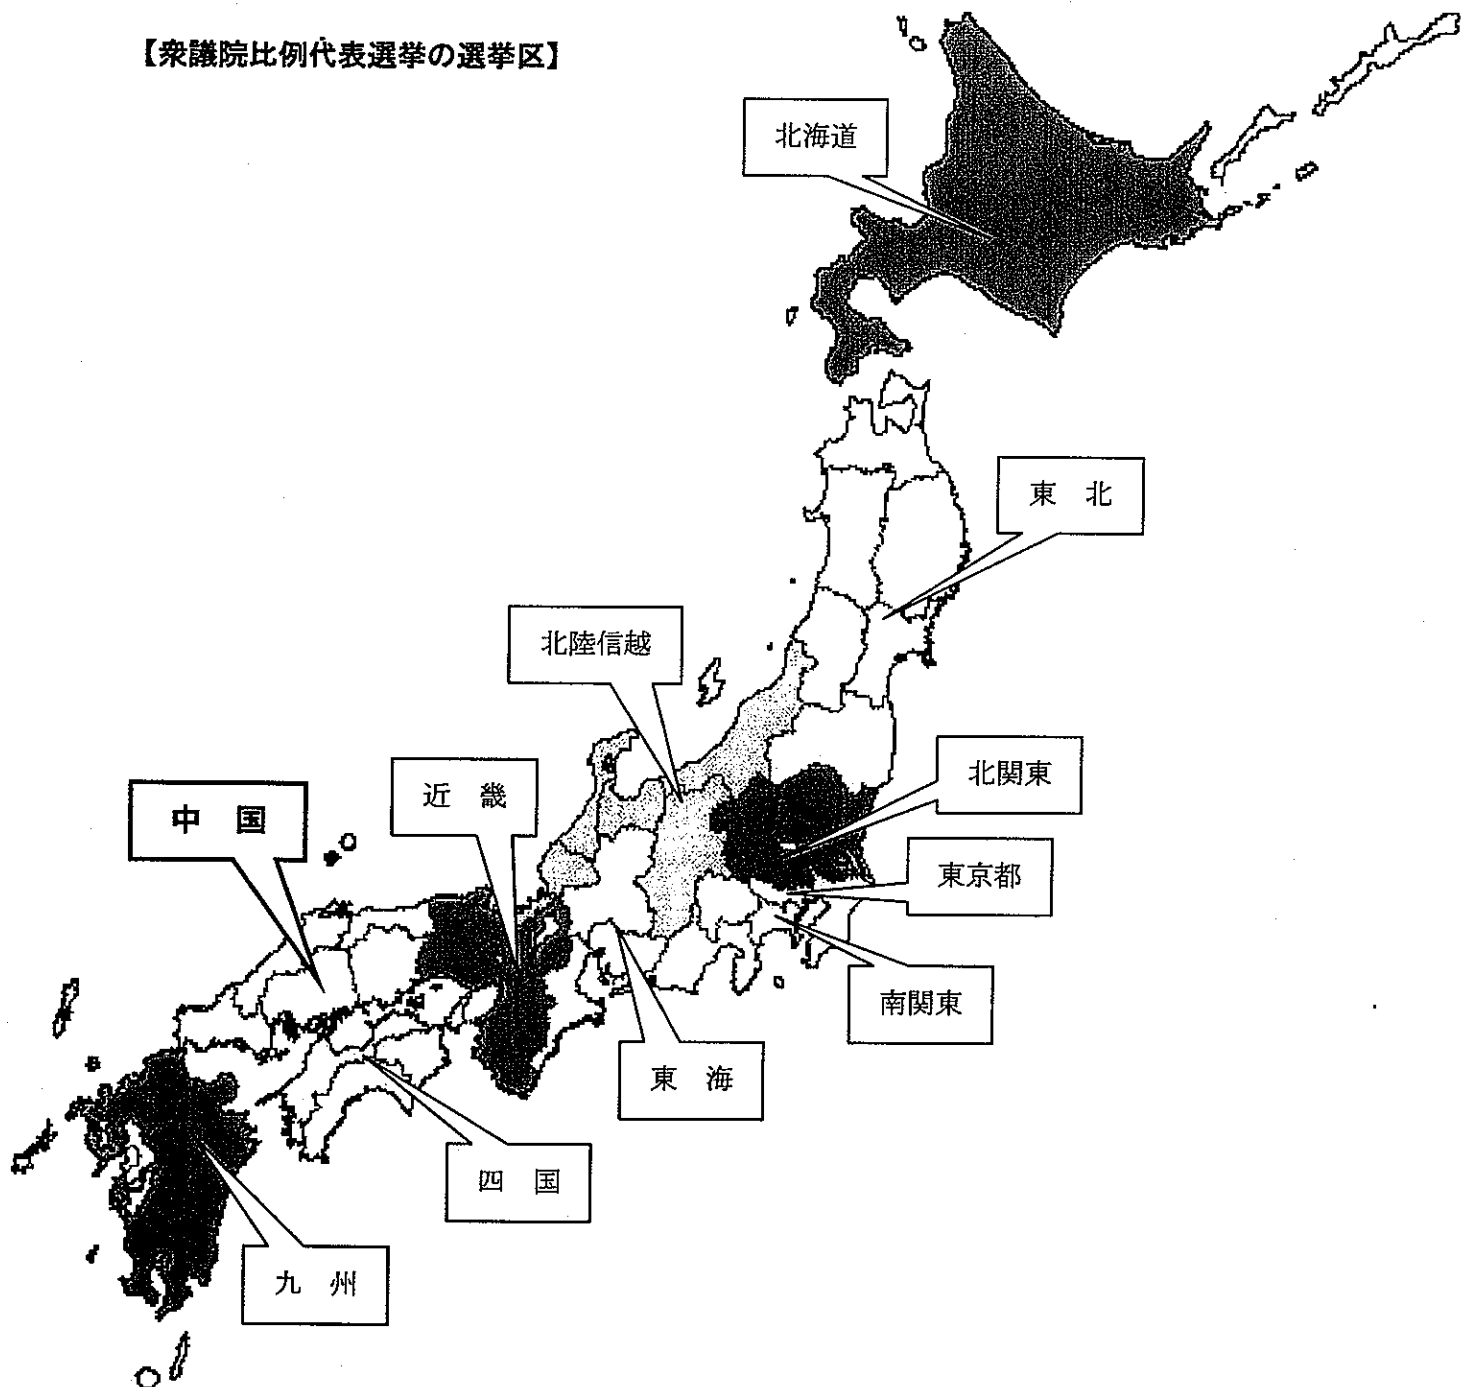 【衆議院比例代表選挙の選挙区】
北海道
東　北
北陸信越
北関東
近　畿
中　国
東京都
南関東
東　海
四　国
九　州